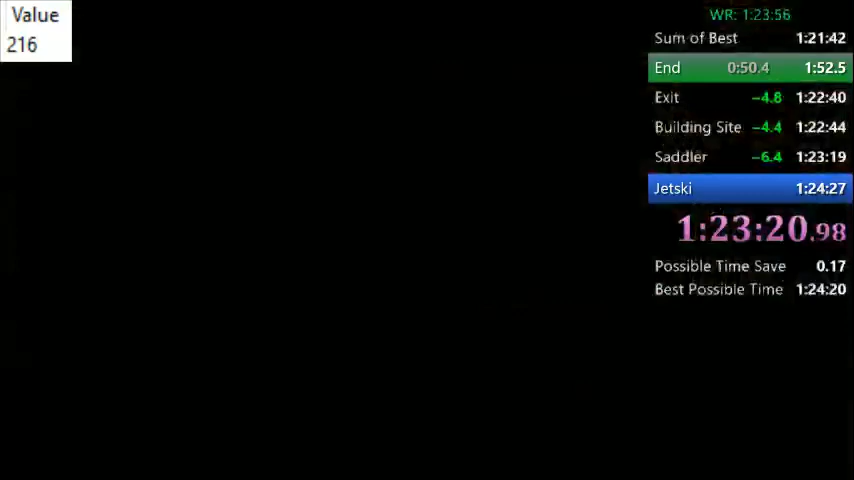 Value
216
WR: 1:23:56
Sum of Best 1:21:42
End 0:50.4 1:52.5
Exit −4.8 1:22:40
Building Site −4.4 1:22:44
Saddler −6.4 1:23:19
Jetski 1:24:27
1:23:20.98
Possible Time Save 0.17
Best Possible Time 1:24:20